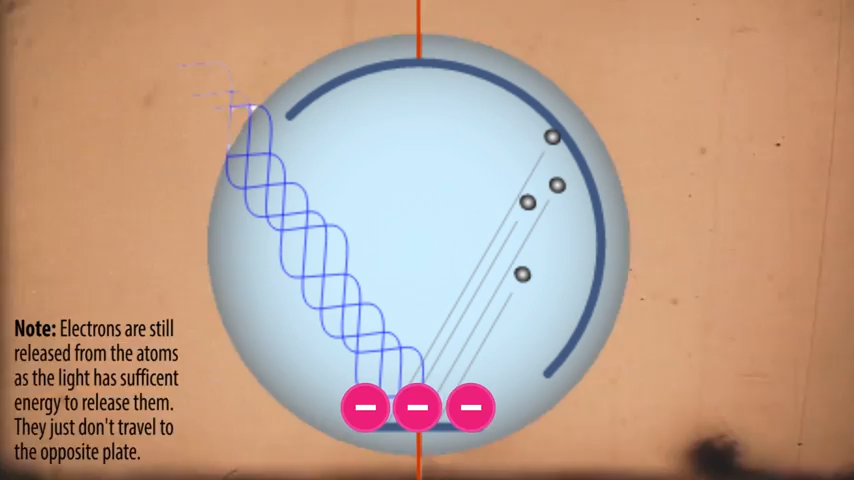 Note: Electrons are still
released from the atoms
as the light has sufficent
energy to release them.
They just don't travel to
the opposite plate.